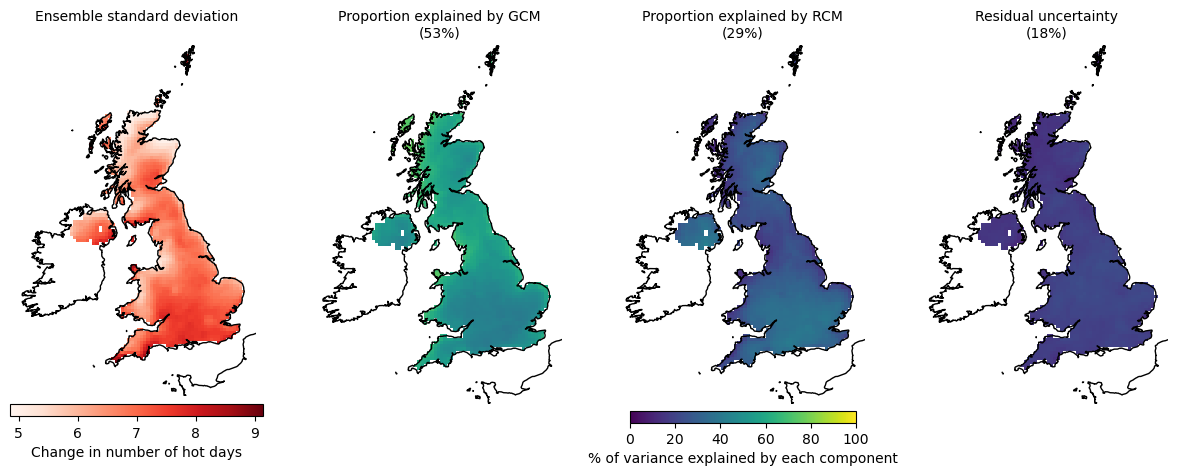 Ensemble standard deviation
Proportion explained by GCM
(53%)
Proportion explained by RCM
(29%)
Residual uncertainty
(18%)
5 6 7 8 9
Change in number of hot days
0 20 40 60 80 100
% of variance explained by each component